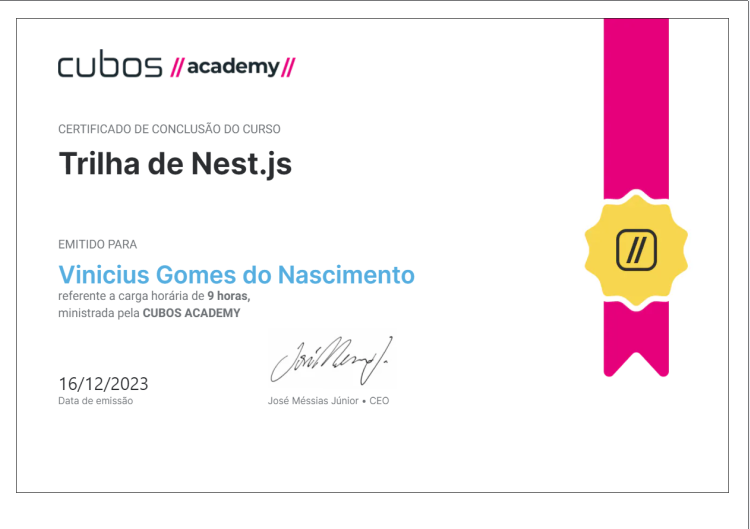 cubos //academy//
CERTIFICADO DE CONCLUSÃO DO CURSO
Trilha de Nest.js
EMITIDO PARA
Vinicius Gomes do Nascimento
referente a carga horária de 9 horas,
ministrada pela CUBOS ACADEMY
16/12/2023
Data de emissão
José Méssias Júnior • CEO
//